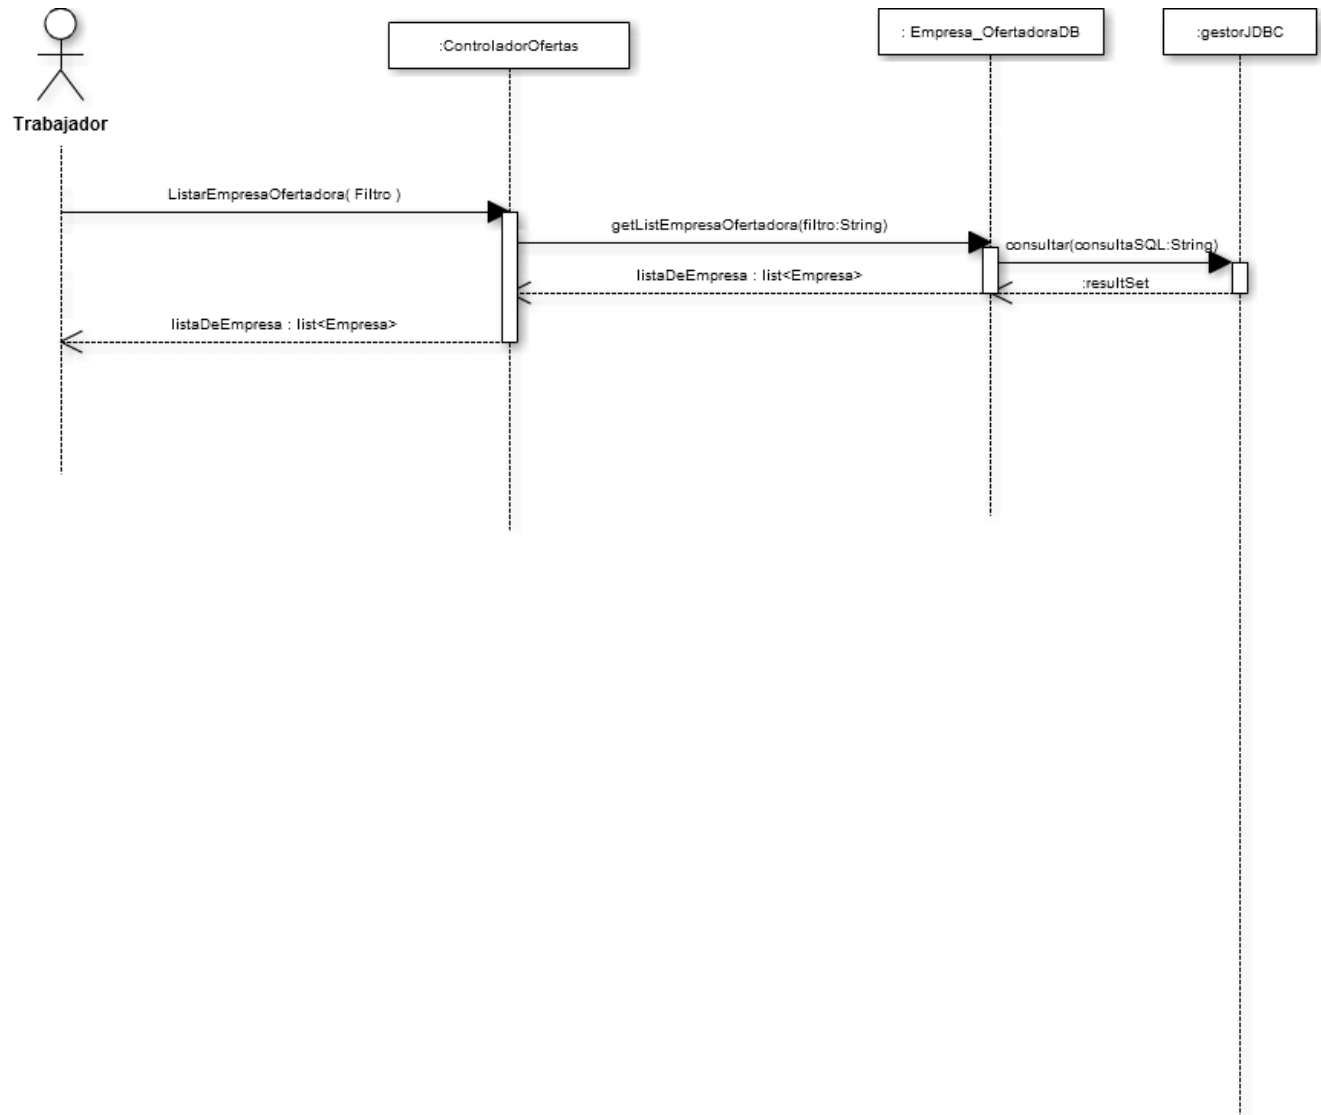 :ControladorOfertas
: Empresa_OfertadoraDB
:gestorJDBC
Trabajador
ListarEmpresaOfertadora( Filtro )
getListEmpresaOfertadora(filtro:String)
consultar(consultaSQL:String)
listaDeEmpresa : list<Empresa>
:resultSet
listaDeEmpresa : list<Empresa>